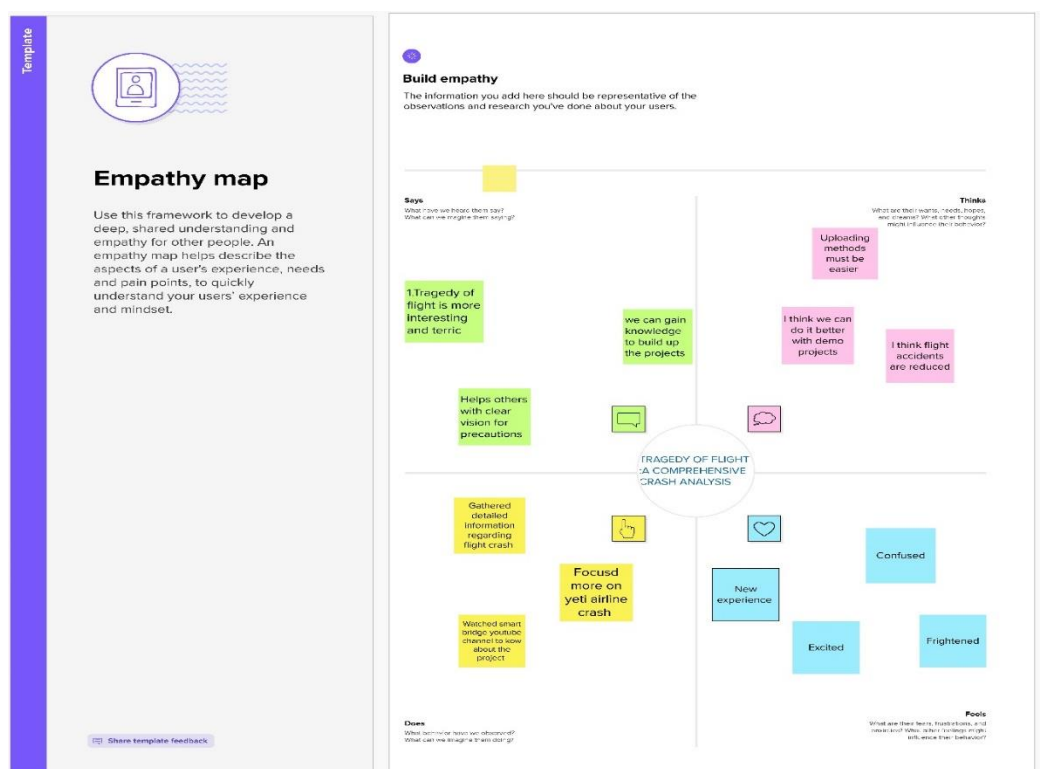 Template
Empathy map
Use this framework to develop a
deep, shared understanding and
empathy for other people. An
empathy map helps describe the
aspects of a user's experience, needs
and pain points, to quickly
understand your users' experience
and mindset.
Share template feedback
Build empathy
The information you add here should be representative of the
observations and research you've done about your users.
Says
What have we heard them say?
What can we imagine them saying?
1.Tragedy of
flight is more
interesting
and terric
we can gain
knowledge
to build up
the projects
Helps others
with clear
vision for
precautions
Thinks
What are their wants, needs, hopes,
and dreams? What other thoughts
might influence their behavior?
Uploading
methods
must be
easier
I think we can
do it better
with demo
projects
I think flight
accidents
are reduced
TRAGEDY OF FLIGHT
:A COMPREHENSIVE
CRASH ANALYSIS
Gathered
detailed
information
regarding
flight crash
Focusd
more on
yeti airline
crash
Watched smart
bridge youtube
channel to kow
about the
project
Does
What behavior have we observed?
What can we imagine them doing?
New
experience
Confused
Excited
Frightened
Feels
What are their fears, frustrations, and
anxieties? What other feelings might
influence their behavior?